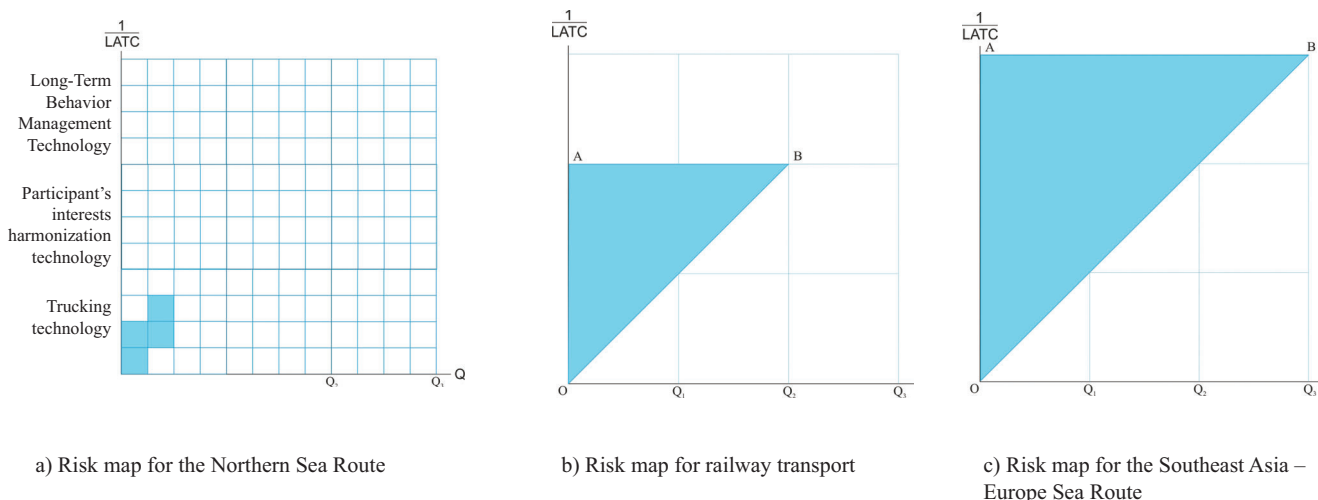 1
LATC
Long-Term
Behavior
Management
Technology
Participant's
interests
harmonization
technology
Trucking
technology
Q
a) Risk map for the Northern Sea Route
1
LATC
A
B
O
Q₁
Q₂
Q₃
b) Risk map for railway transport
1
LATC
A
B
O
Q₁
Q₂
Q₃
c) Risk map for the Southeast Asia –
Europe Sea Route